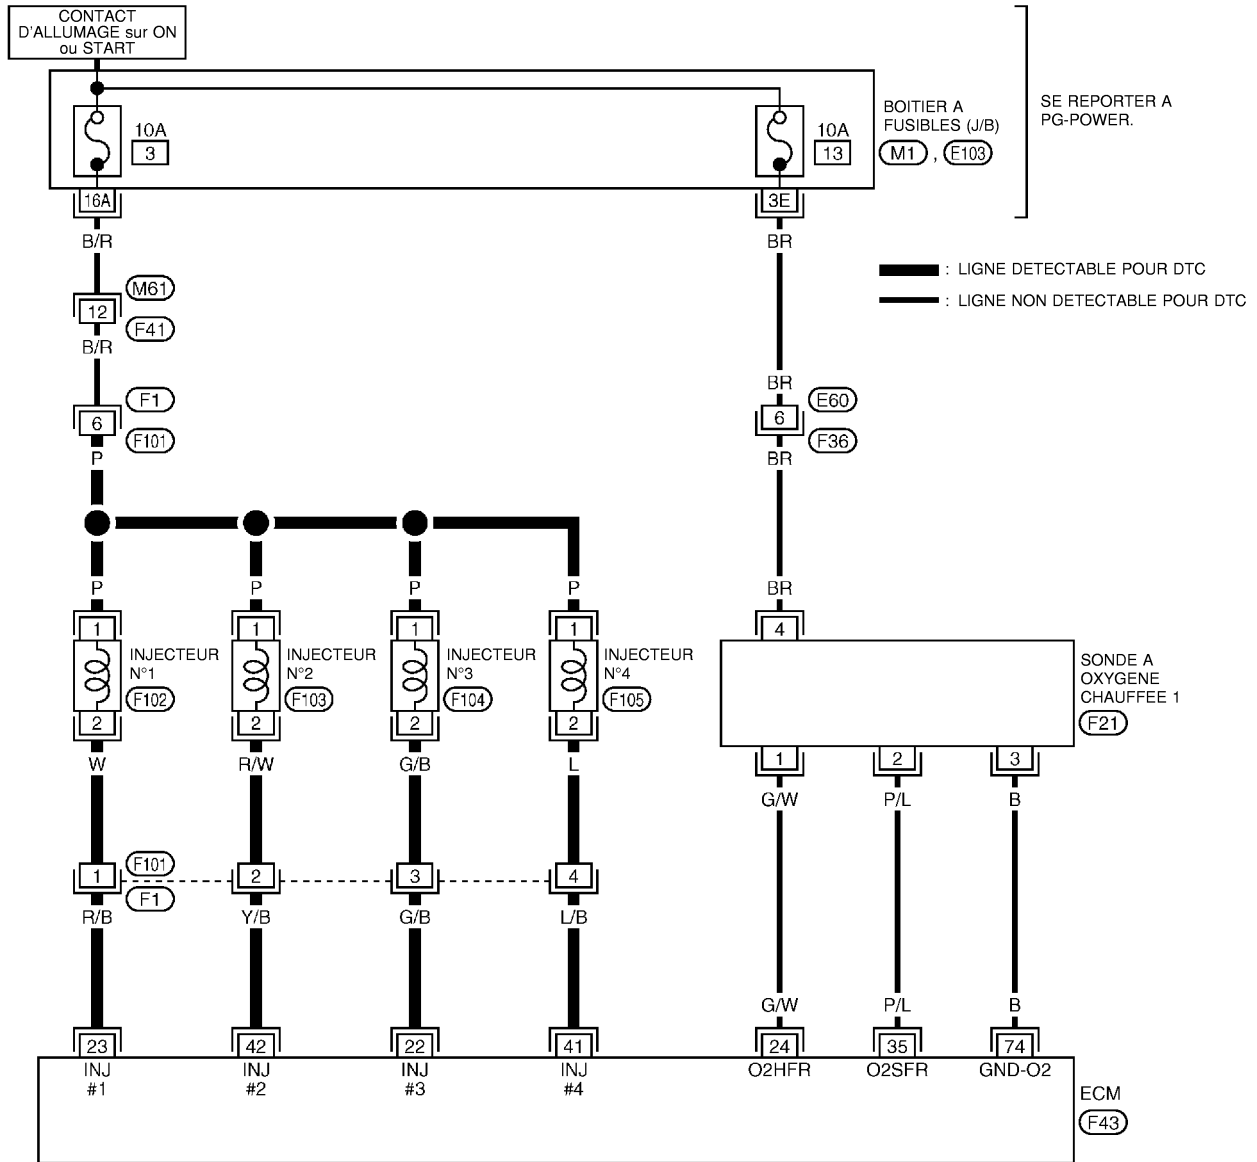 CONTACT
D'ALLUMAGE sur ON
ou START
10A
3
10A
13
BOITIER A
FUSIBLES (J/B)
M1 , E103
SE REPORTER A
PG-POWER.
16A
3E
B/R
BR
: LIGNE DETECTABLE POUR DTC
: LIGNE NON DETECTABLE POUR DTC
M61
12
F41
B/R
BR
F1
E60
6
6
F101
F36
P
BR
P
P
P
P
BR
1
1
1
1
4
INJECTEUR
N°1
F102
INJECTEUR
N°2
F103
INJECTEUR
N°3
F104
INJECTEUR
N°4
F105
SONDE A
OXYGENE
CHAUFFEE 1
F21
2
2
2
2
1
2
3
W
R/W
G/B
L
G/W
P/L
B
F101
1
2
3
4
F1
R/B
Y/B
G/B
L/B
G/W
P/L
B
23
42
22
41
24
35
74
INJ
#1
INJ
#2
INJ
#3
INJ
#4
O2HFR
O2SFR
GND-O2
ECM
F43